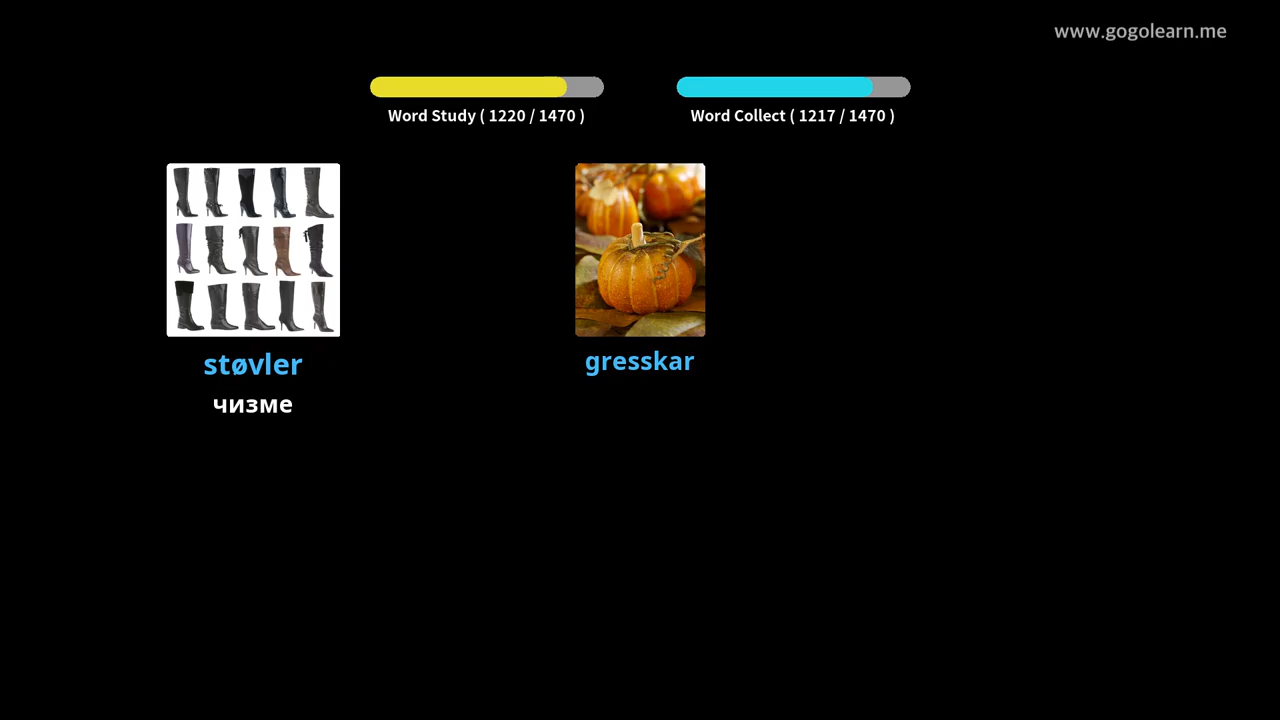 www.gogolearn.me
Word Study ( 1220 / 1470 )
Word Collect ( 1217 / 1470 )
støvler
чизме
gresskar